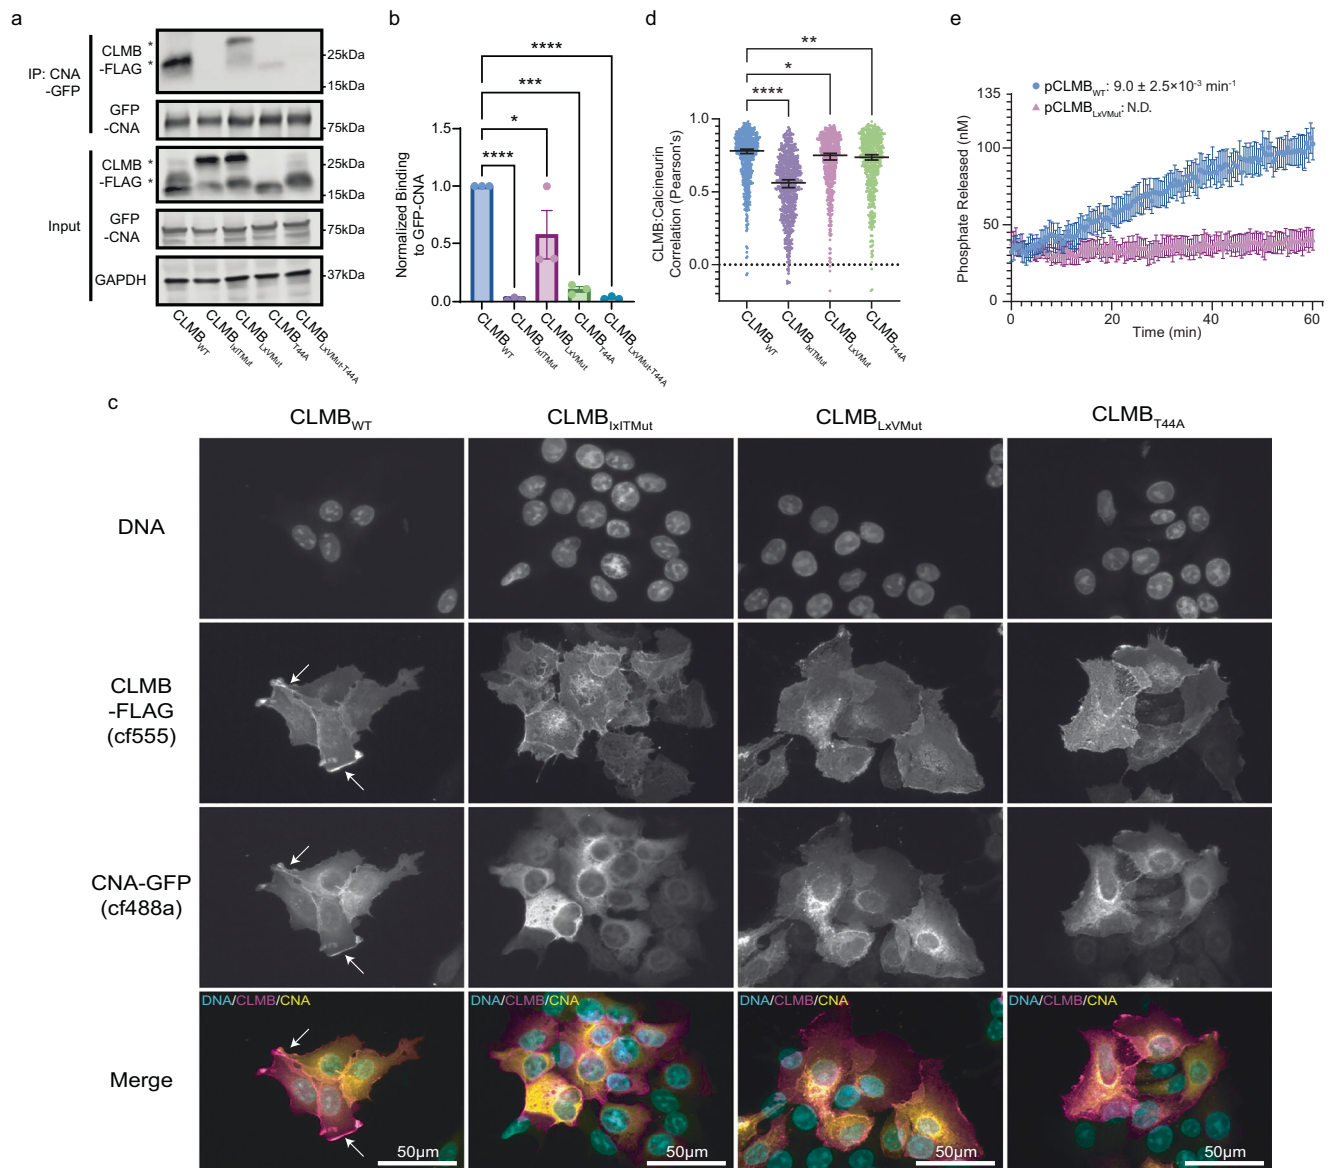 a
IP: CNA
-GFP
CLMB
-FLAG
*
*
25kDa
15kDa
GFP
-CNA
75kDa
Input
CLMB
-FLAG
*
*
25kDa
15kDa
GFP
-CNA
75kDa
GAPDH
37kDa
CLMBWT
CLMBIxITMut
CLMBLxVMut
CLMBT44A
CLMBLxVMut-T44A
b
****
***
*
****
Normalized Binding
to GFP-CNA
1.5
1.0
0.5
0.0
CLMBWT
CLMBIxITMut
CLMBLxVMut
CLMBT44A
CLMBLxVMut-T44A
d
**
*
****
CLMB:Calcineurin
Correlation (Pearson's)
1.0
0.5
0.0
CLMBWT
CLMBIxITMut
CLMBLxVMut
CLMBT44A
e
pCLMBWT: 9.0 ± 2.5×10-3 min-1
pCLMBLxVMut: N.D.
Phosphate Released (nM)
135
100
50
0
0
20
40
60
Time (min)
c
CLMBWT
CLMBIxITMut
CLMBLxVMut
CLMBT44A
DNA
CLMB
-FLAG
(cf555)
CNA-GFP
(cf488a)
Merge
DNA/CLMB/CNA
DNA/CLMB/CNA
DNA/CLMB/CNA
DNA/CLMB/CNA
50µm
50µm
50µm
50µm